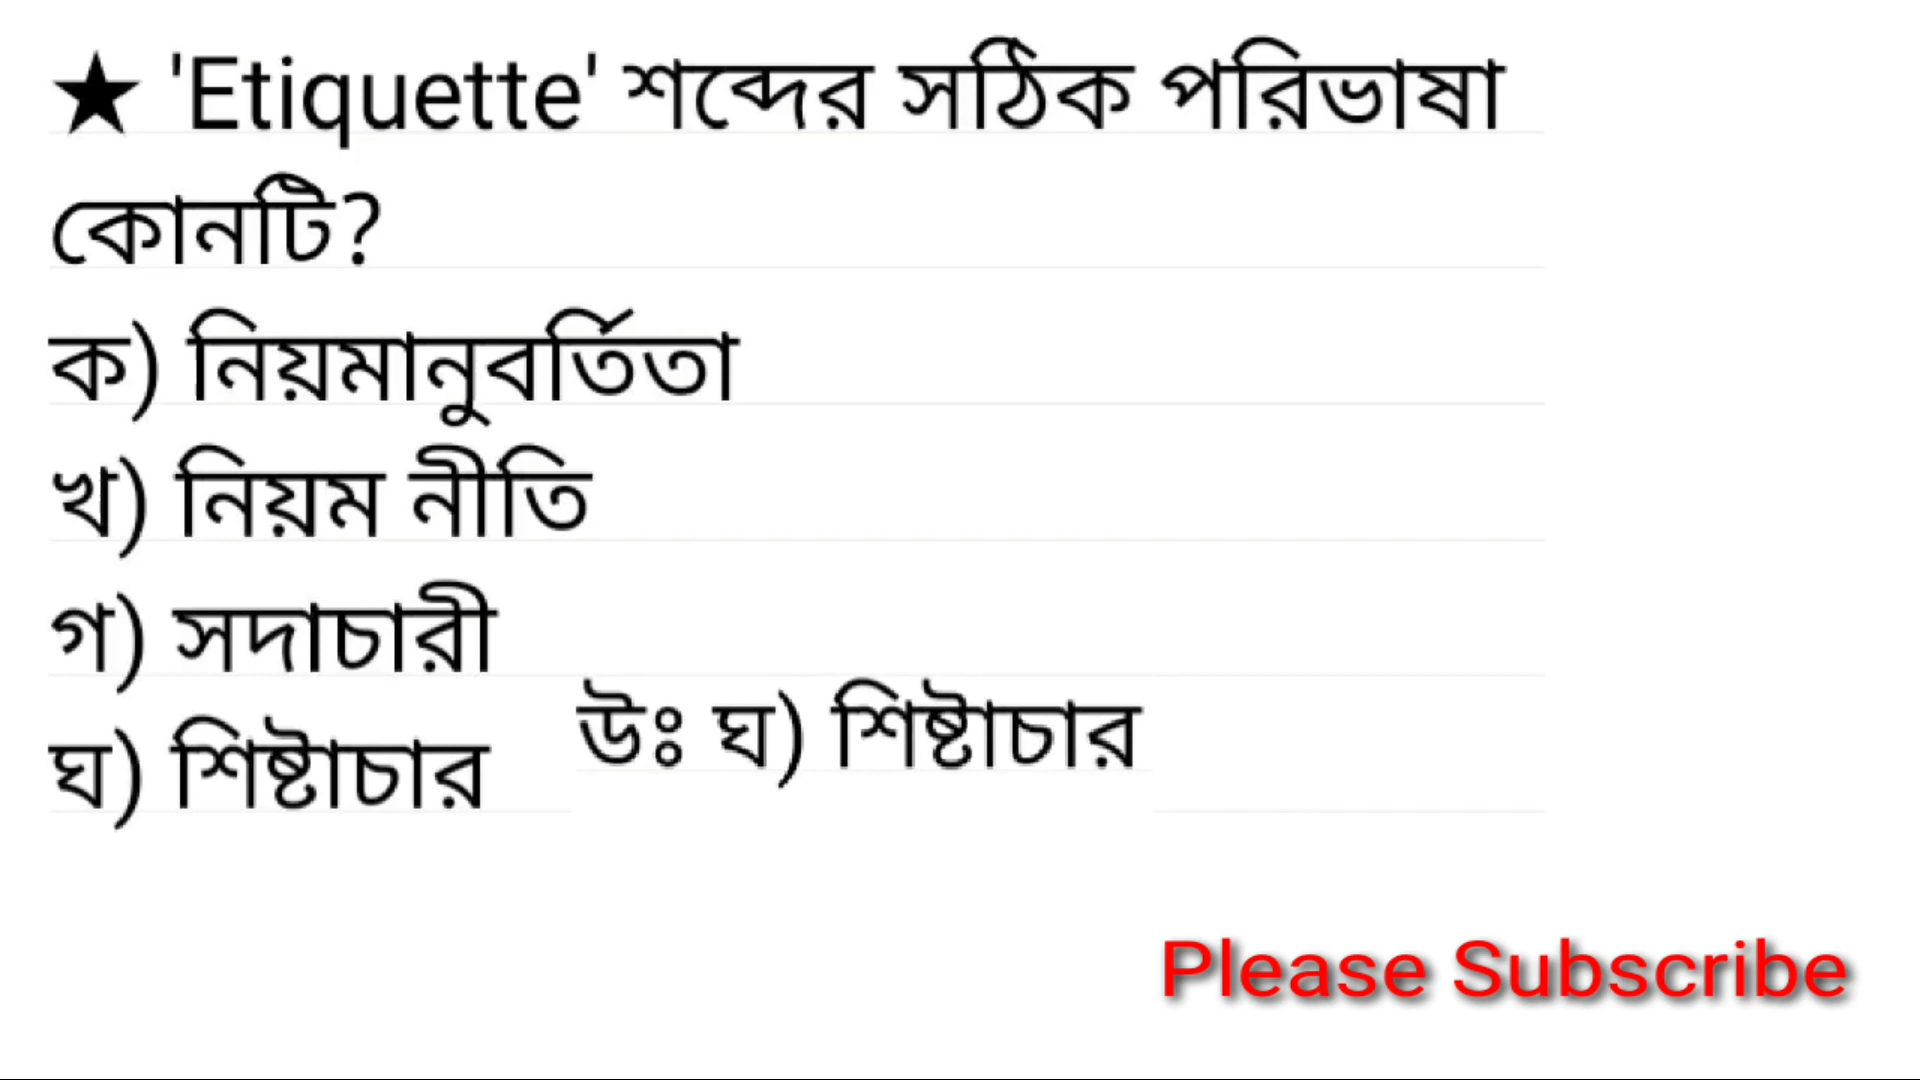 ★ 'Etiquette' শব্দের সঠিক পরিভাষা
কোনটি?
ক) নিয়মানুবর্তিতা
খ) নিয়ম নীতি
গ) সদাচারী
ঘ) শিষ্টাচার
উঃ ঘ) শিষ্টাচার
Please Subscribe